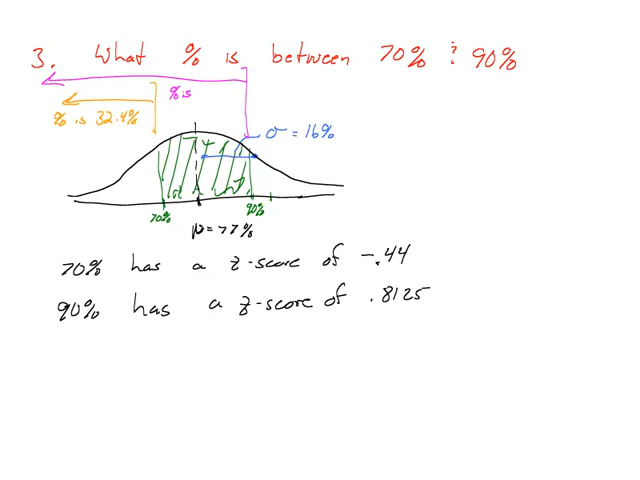 3. What % is between 70% & 90%
% is
% is 32.4%
σ = 16%
70%
90%
μ = 77%
70% has a z-score of -.44
90% has a z-score of .8125